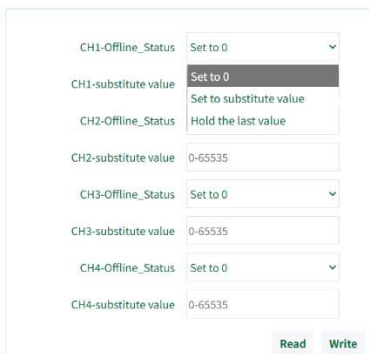 CH1-Offline_Status Set to 0
CH1-substitute value Set to 0
Set to substitute value
CH2-Offline_Status Hold the last value
CH2-substitute value 0-65535
CH3-Offline_Status Set to 0
CH3-substitute value 0-65535
CH4-Offline_Status Set to 0
CH4-substitute value 0-65535
Read Write